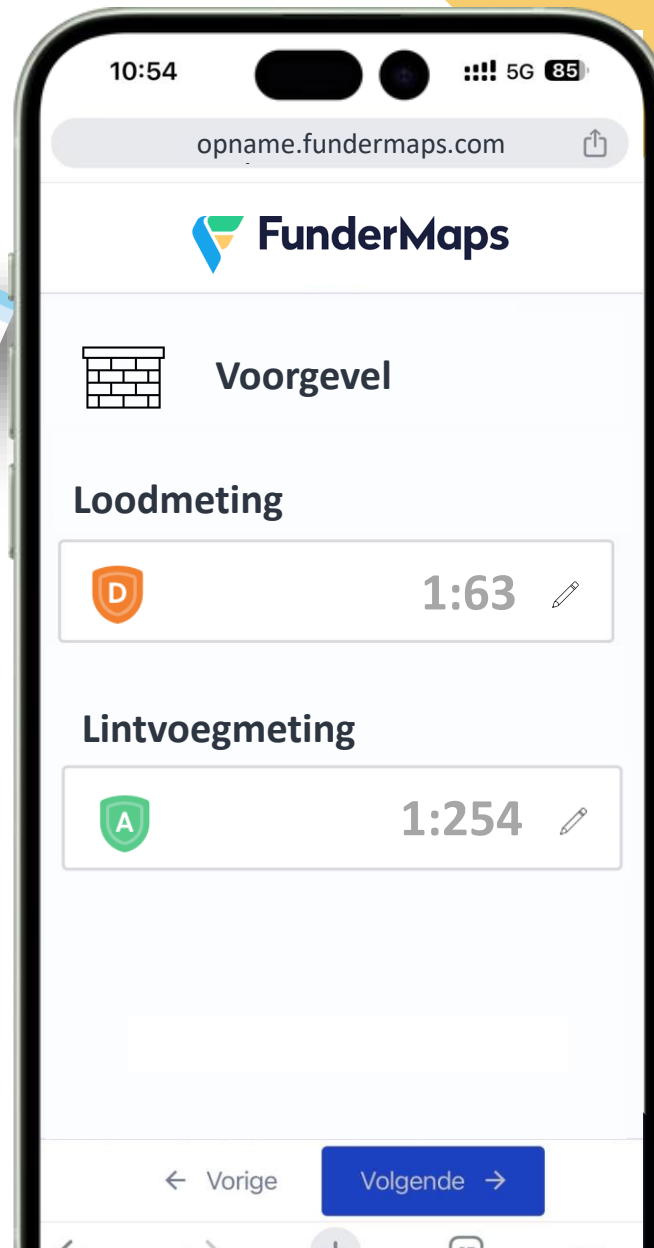 10:54 5G 85
opname.fundermaps.com
FunderMaps
Voorgevel
Loodmeting
D 1:63
Lintvoegmeting
A 1:254
← Vorige Volgende →